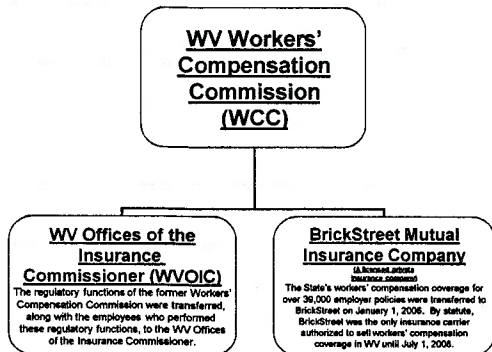 WV Workers'
Compensation
Commission
(WCC)
WV Offices of the
Insurance
Commissioner (WVOIC)
The regulatory functions of the former Workers'
Compensation Commission were transferred,
along with the employees who performed
these regulatory functions, to the WV Offices
of the Insurance Commissioner.
BrickStreet Mutual
Insurance Company
(A licensed private
insurance company)
The State's workers' compensation coverage for
over 39,000 employer policies were transferred to
BrickStreet on January 1, 2006. By statute,
BrickStreet was the only insurance carrier
authorized to sell workers' compensation
coverage in WV until July 1, 2008.